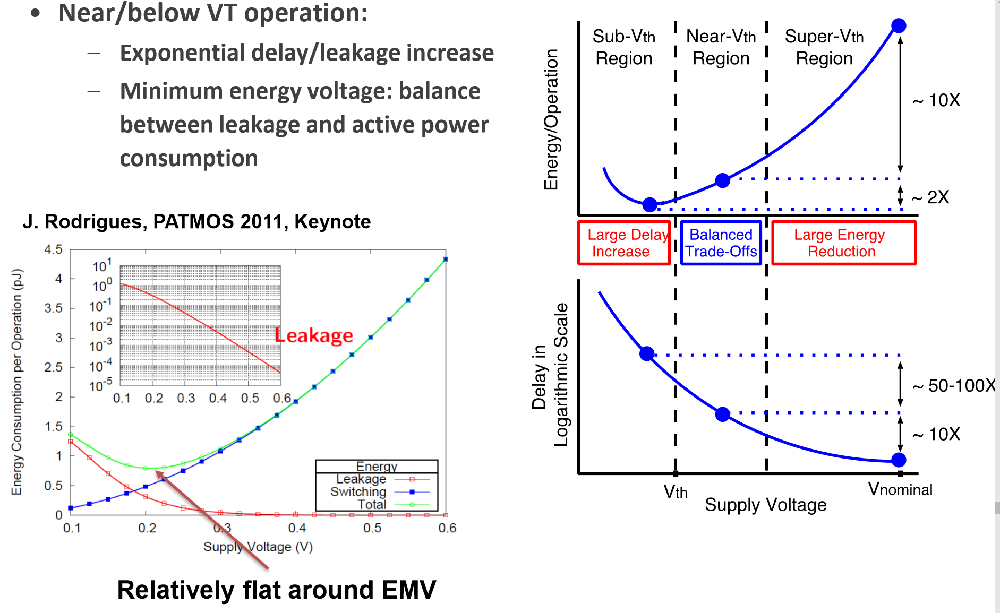 • Near/below VT operation:
– Exponential delay/leakage increase
– Minimum energy voltage: balance
between leakage and active power
consumption
J. Rodrigues, PATMOS 2011, Keynote
Energy Consumption per Operation (pJ)
4.5
4
3.5
3
2.5
2
1.5
1
0.5
0
0.1
0.2
0.3
0.4
0.5
0.6
Supply Voltage (V)
10^1
10^0
10^-1
10^-2
10^-3
10^-4
10^-5
0.1
0.2
0.3
0.4
0.5
0.6
Leakage
Energy
Leakage
Switching
Total
Relatively flat around EMV
Energy/Operation
Sub-Vth
Region
Near-Vth
Region
Super-Vth
Region
~ 10X
~ 2X
Large Delay
Increase
Balanced
Trade-Offs
Large Energy
Reduction
Delay in
Logarithmic Scale
~ 50-100X
~ 10X
Vth
Vnominal
Supply Voltage